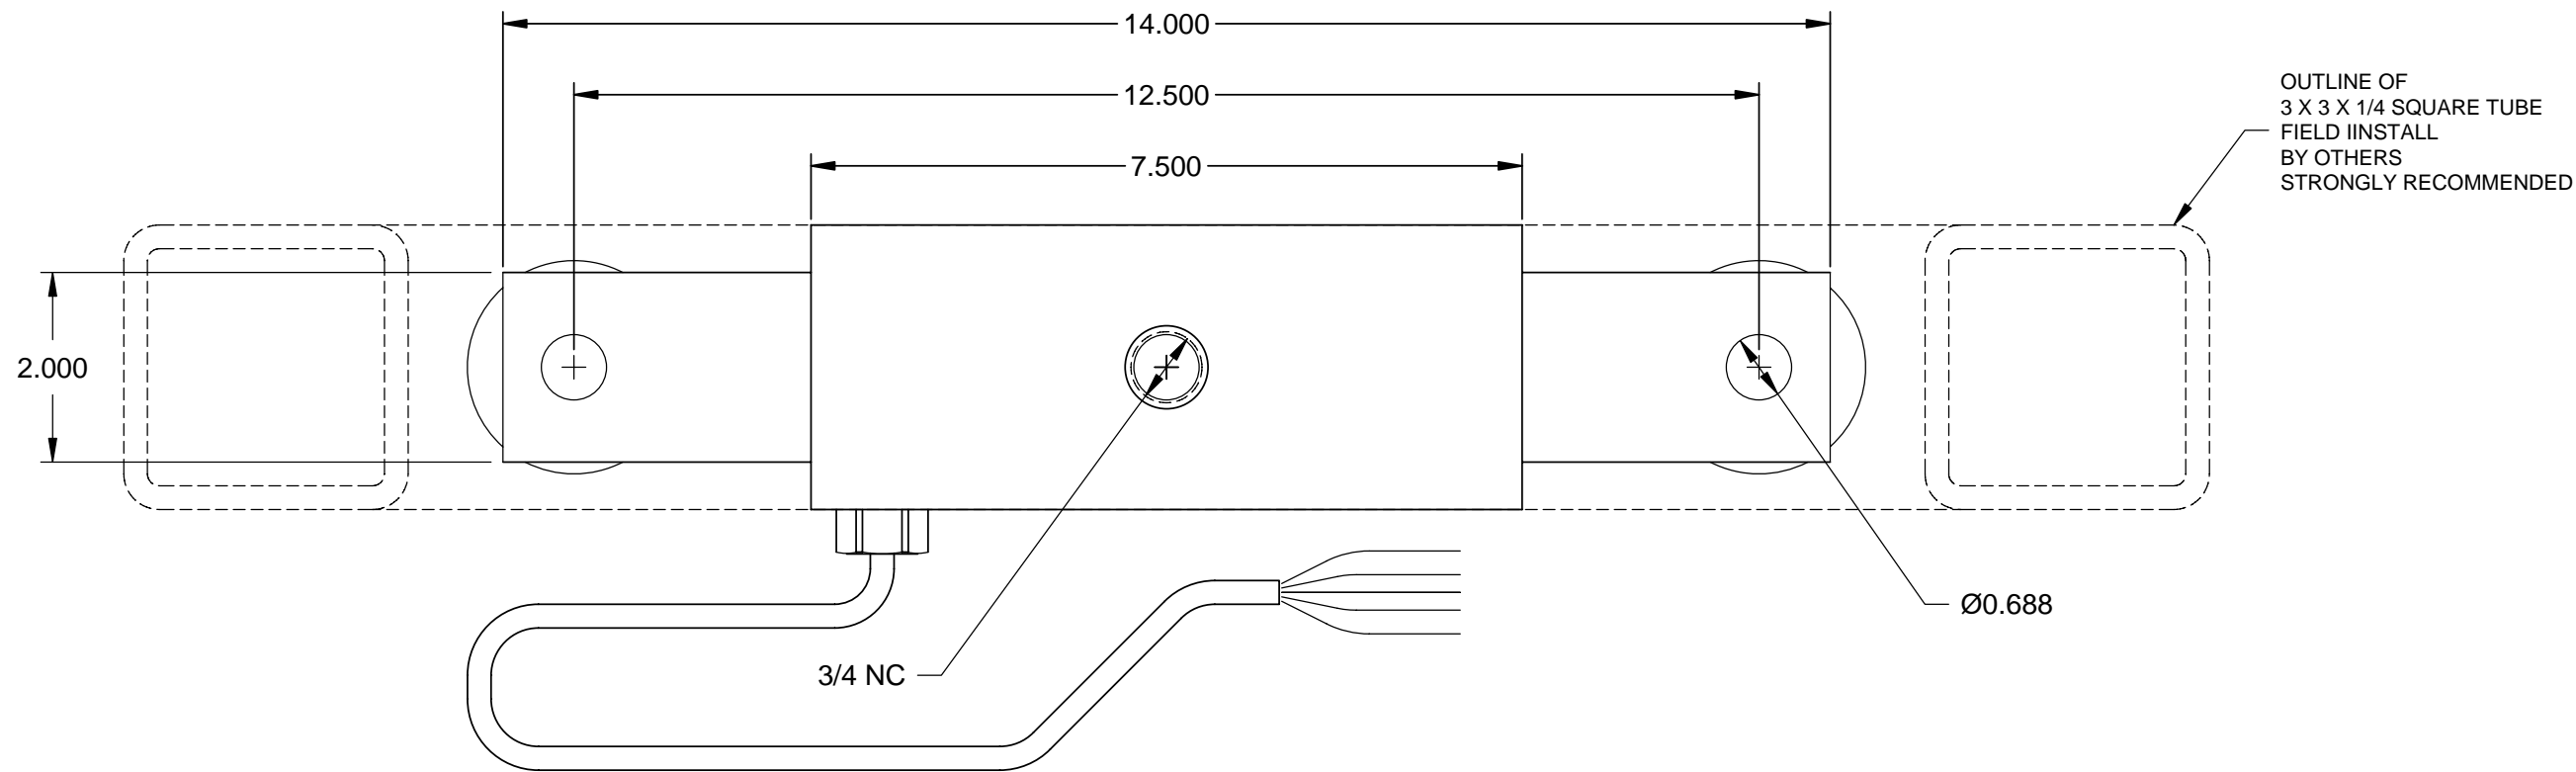 14.000
12.500
7.500
OUTLINE OF
3 X 3 X 1/4 SQUARE TUBE
FIELD IINSTALL
BY OTHERS
STRONGLY RECOMMENDED
2.000
Ø0.688
3/4 NC